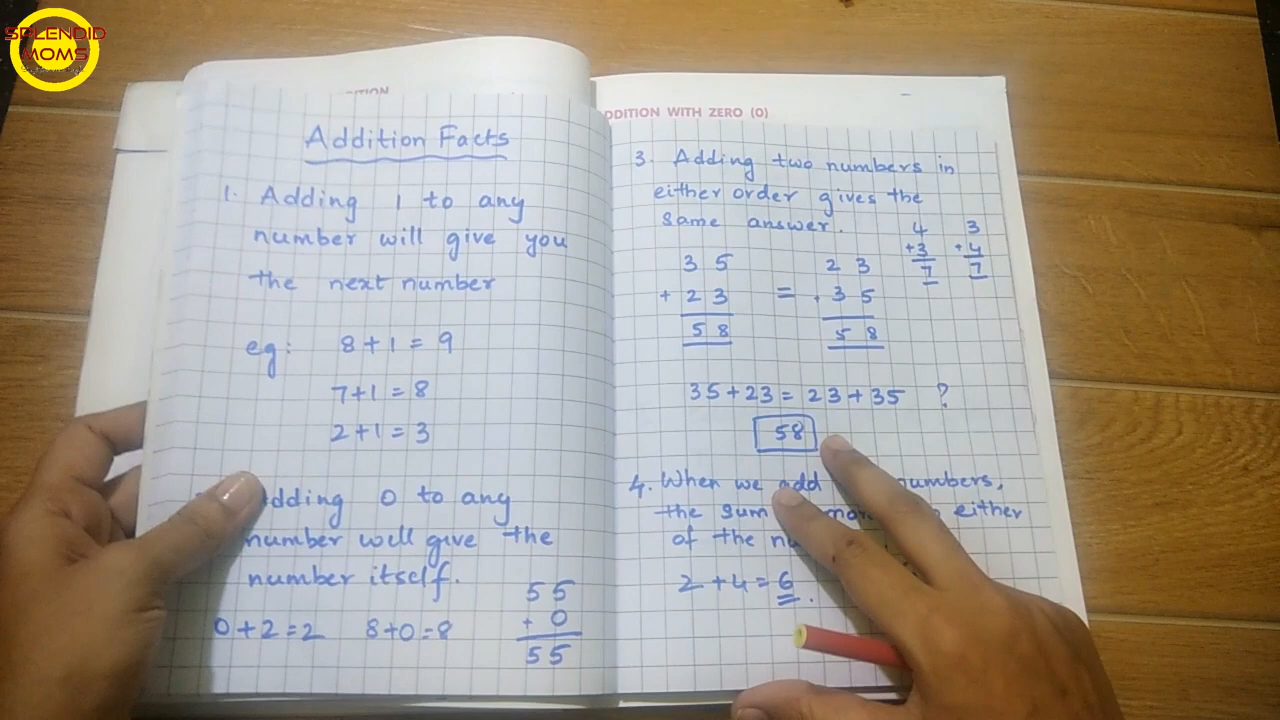 SPLENDID
MOMS
DITION
Addition Facts
1. Adding 1 to any
number will give you
the next number
eg: 8+1=9
7+1=8
2+1=3
dding 0 to any
number will give the
number itself.
0+2=2 8+0=8
55
+ 0
55
DDITION WITH ZERO (0)
3. Adding two numbers in
either order gives the
same answer.
4 3
+3 +4
7 7
35 23
+ 23 = + 35
58 58
35+23=23+35 ?
58
4. When we add numbers,
the sum either
of the
2+4=6.